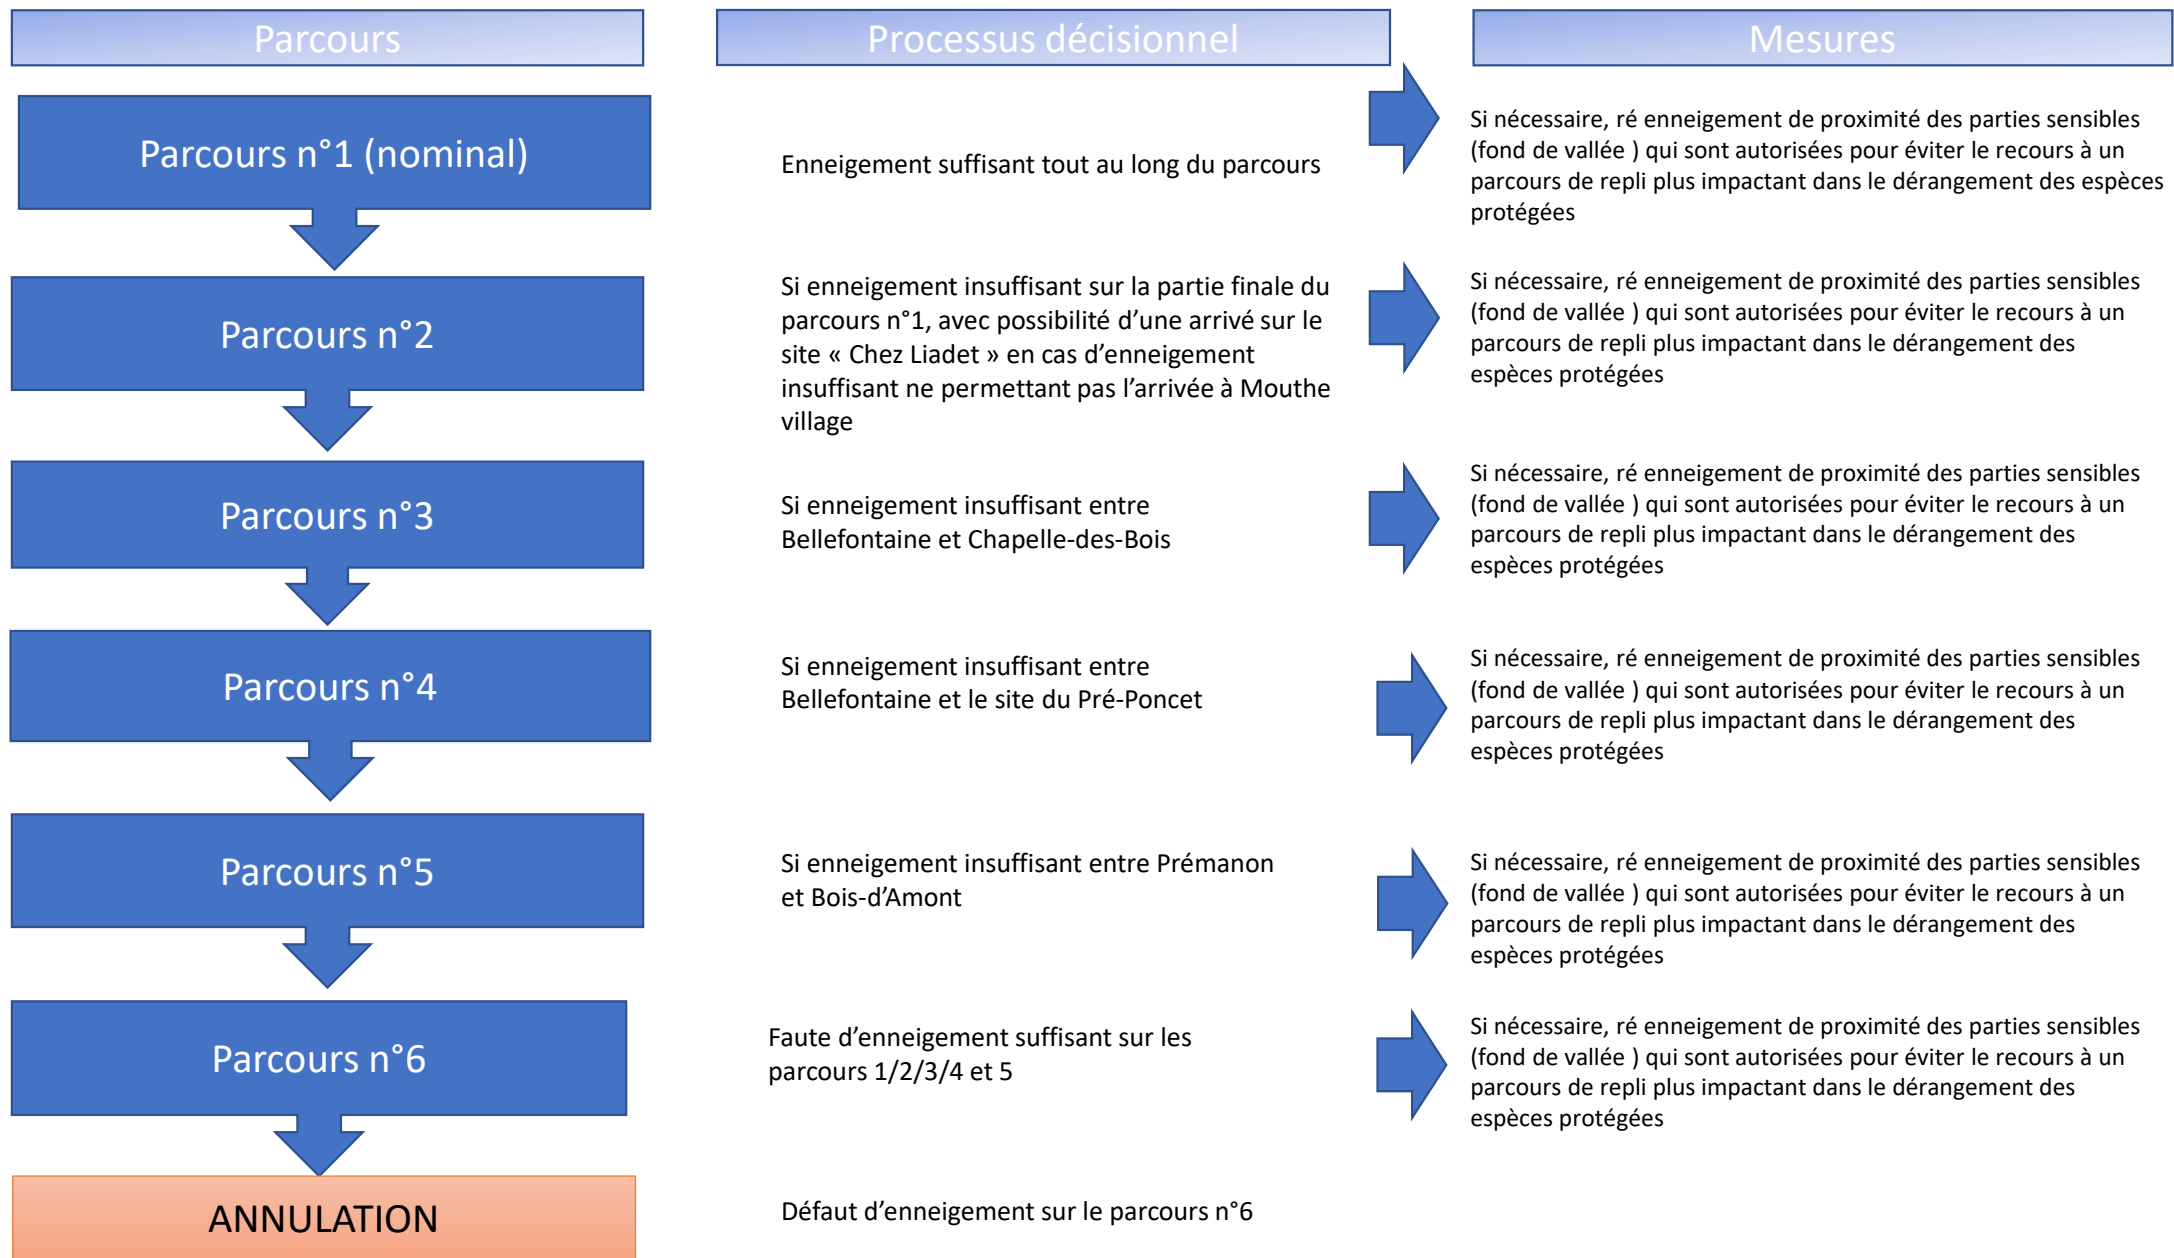 Parcours
Processus décisionnel
Mesures
Parcours n°1 (nominal)
Enneigement suffisant tout au long du parcours
Si nécessaire, ré enneigement de proximité des parties sensibles
(fond de vallée ) qui sont autorisées pour éviter le recours à un
parcours de repli plus impactant dans le dérangement des espèces
protégées
Parcours n°2
Si enneigement insuffisant sur la partie finale du
parcours n°1, avec possibilité d’une arrivé sur le
site « Chez Liadet » en cas d’enneigement
insuffisant ne permettant pas l’arrivée à Mouthe
village
Si nécessaire, ré enneigement de proximité des parties sensibles
(fond de vallée ) qui sont autorisées pour éviter le recours à un
parcours de repli plus impactant dans le dérangement des
espèces protégées
Parcours n°3
Si enneigement insuffisant entre
Bellefontaine et Chapelle-des-Bois
Si nécessaire, ré enneigement de proximité des parties sensibles
(fond de vallée ) qui sont autorisées pour éviter le recours à un
parcours de repli plus impactant dans le dérangement des
espèces protégées
Parcours n°4
Si enneigement insuffisant entre
Bellefontaine et le site du Pré-Poncet
Si nécessaire, ré enneigement de proximité des parties sensibles
(fond de vallée ) qui sont autorisées pour éviter le recours à un
parcours de repli plus impactant dans le dérangement des
espèces protégées
Parcours n°5
Si enneigement insuffisant entre Prémanon
et Bois-d’Amont
Si nécessaire, ré enneigement de proximité des parties sensibles
(fond de vallée ) qui sont autorisées pour éviter le recours à un
parcours de repli plus impactant dans le dérangement des
espèces protégées
Parcours n°6
Faute d’enneigement suffisant sur les
parcours 1/2/3/4 et 5
Si nécessaire, ré enneigement de proximité des parties sensibles
(fond de vallée ) qui sont autorisées pour éviter le recours à un
parcours de repli plus impactant dans le dérangement des
espèces protégées
ANNULATION
Défaut d’enneigement sur le parcours n°6